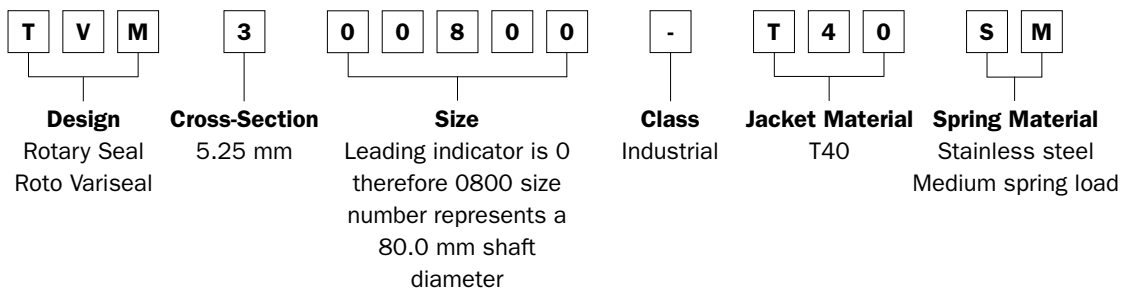 T V M 3 0 0 8 0 0 - T 4 0 S M
Design Cross-Section Size Class Jacket Material Spring Material
Rotary Seal 5.25 mm Leading indicator is 0 Industrial T40 Stainless steel
Roto Variseal therefore 0800 size Medium spring load
number represents a
80.0 mm shaft
diameter